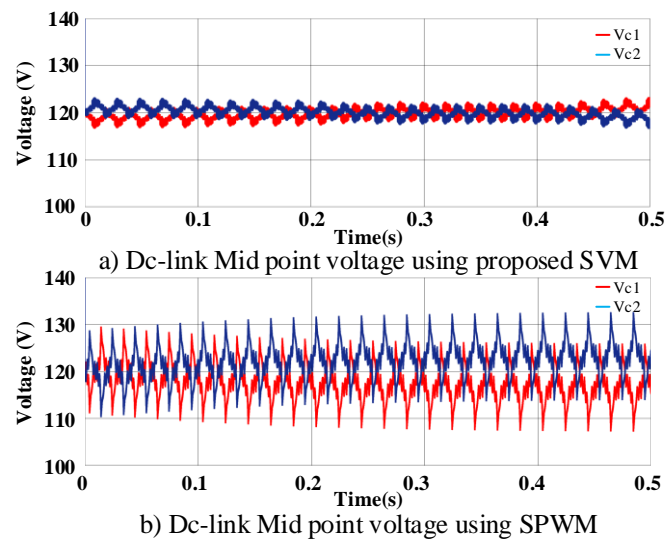 140
Vc1
Vc2
130
Voltage (V)
120
110
100
0
0.1
0.2
0.3
0.4
0.5
Time(s)
a) Dc-link Mid point voltage using proposed SVM
140
Vc1
Vc2
130
Voltage (V)
120
110
100
0
0.1
0.2
0.3
0.4
0.5
Time(s)
b) Dc-link Mid point voltage using SPWM